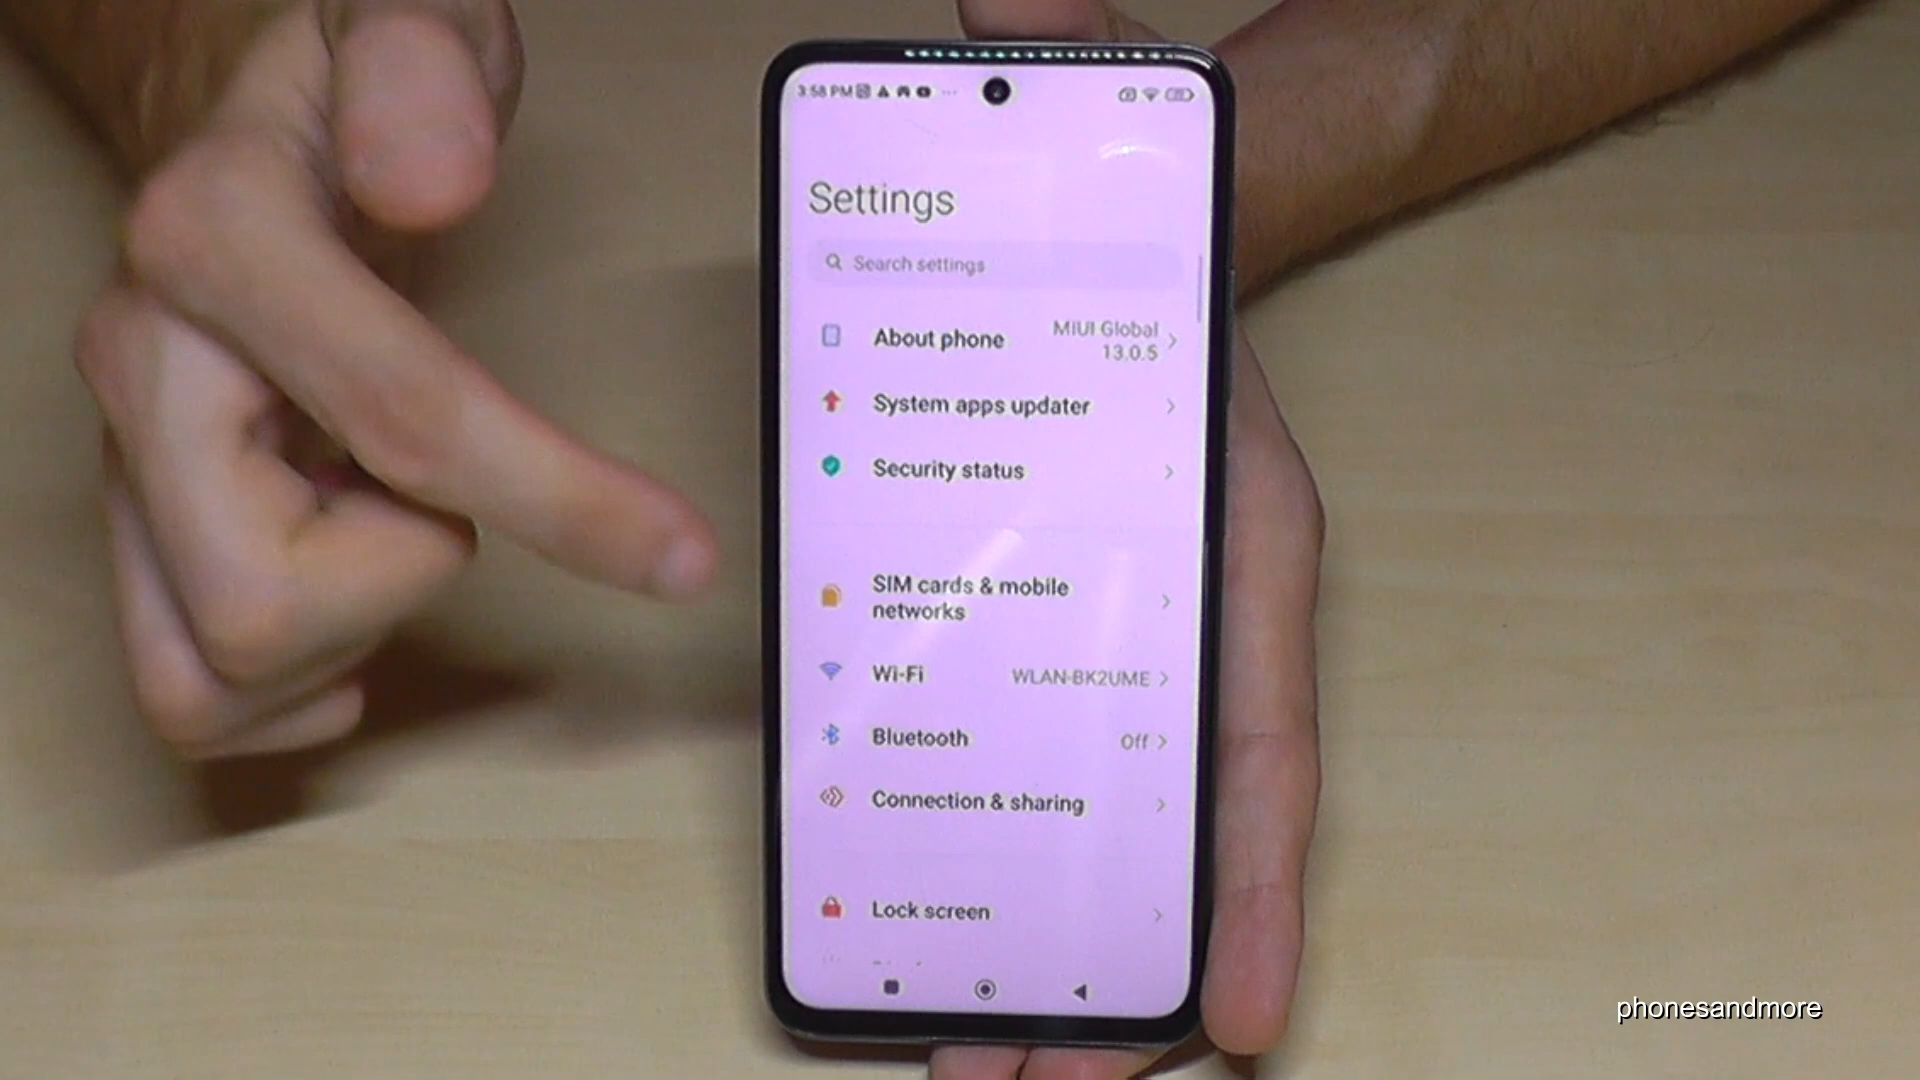 3:58 PM
Settings
Search settings
About phone
MIUI Global
13.0.5
System apps updater
Security status
SIM cards & mobile
networks
Wi-Fi
WLAN-BK2UME
Bluetooth
Off
Connection & sharing
Lock screen
phonesandmore